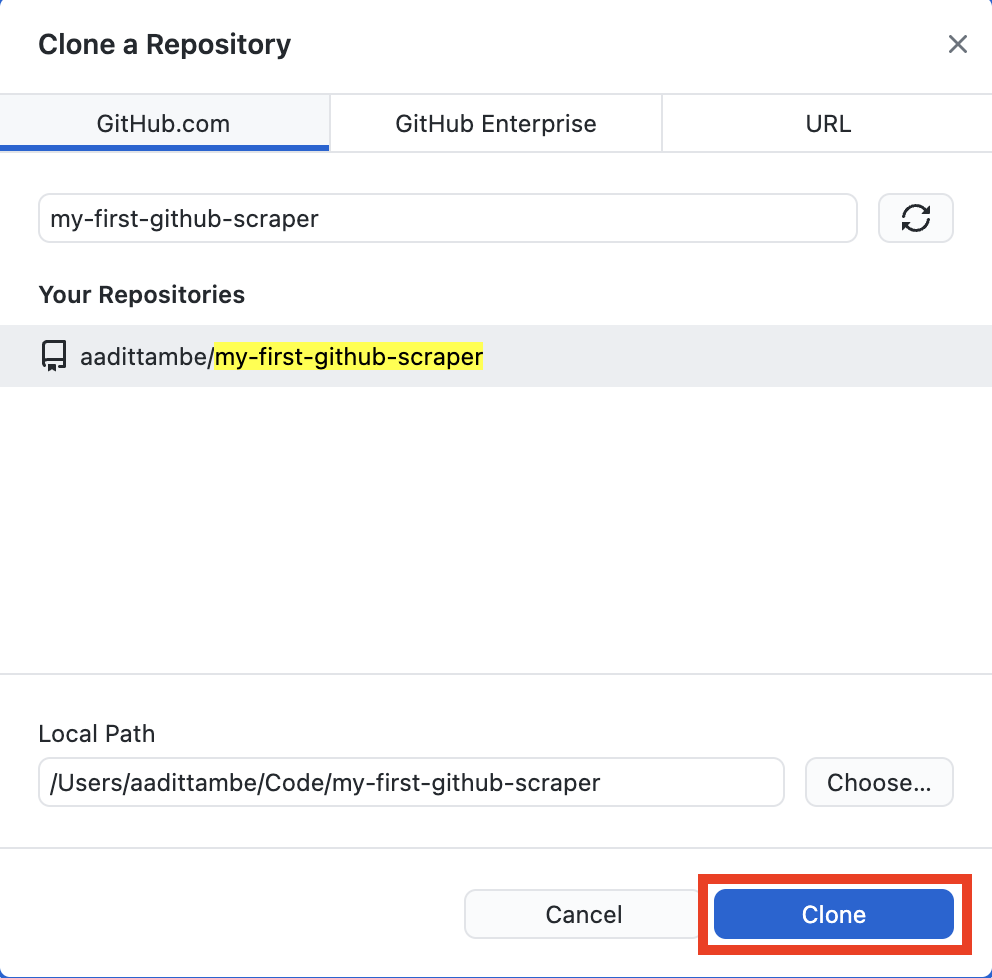 Clone a Repository
GitHub.com
GitHub Enterprise
URL
my-first-github-scraper
Your Repositories
aadittambe/my-first-github-scraper
Local Path
/Users/aadittambe/Code/my-first-github-scraper
Choose...
Cancel
Clone